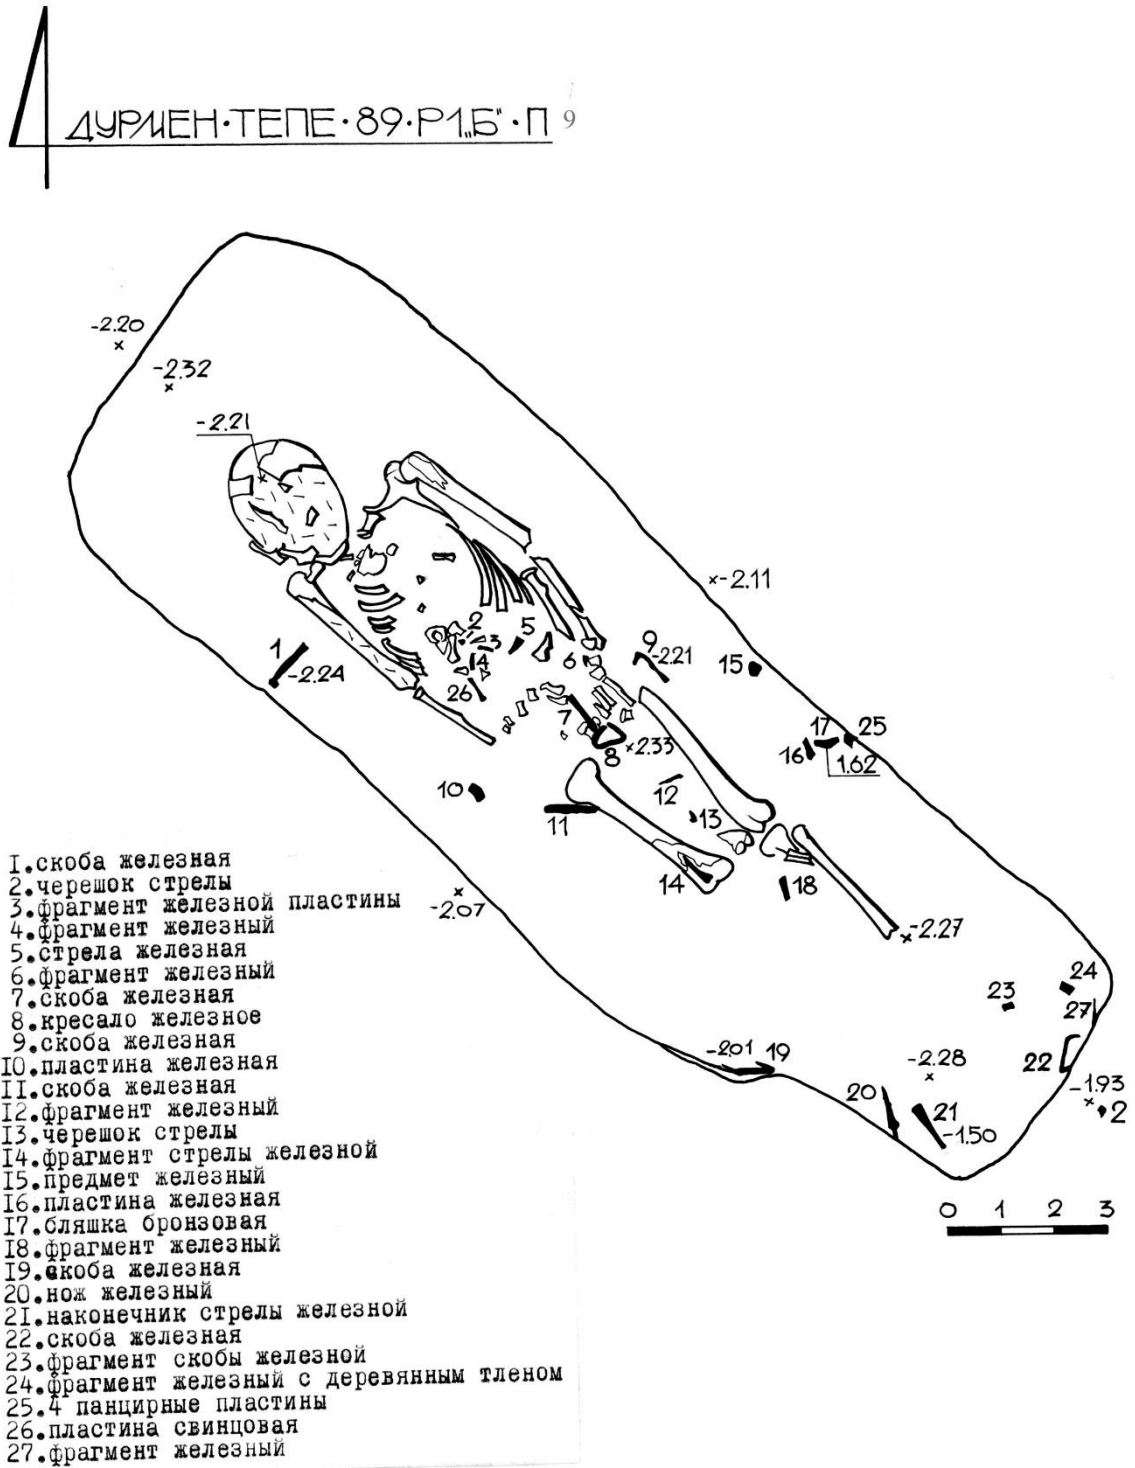 ДУРМЕН·ТЕПЕ·89·Р1„Б"·П 9
-2.20
-2.32
-2.21
-2.11
1
-2.24
2
3
4
5
26
6
9
-2.21
15
7
8
-2.33
17
25
16
1.62
10
11
12
13
14
18
-2.07
-2.27
24
23
27
-2.01
19
-2.28
22
-1.93
2
20
21
-1.50
0 1 2 3
I.скоба железная
2.черешок стрелы
3.фрагмент железной пластины
4.фрагмент железный
5.стрела железная
6.фрагмент железный
7.скоба железная
8.кресало железное
9.скоба железная
IO.пластина железная
II.скоба железная
I2.фрагмент железный
I3.черешок стрелы
I4.фрагмент стрелы железной
I5.предмет железный
I6.пластина железная
I7.бляшка бронзовая
I8.фрагмент железный
I9.скоба железная
20.нож железный
2I.наконечник стрелы железной
22.скоба железная
23.фрагмент скобы железной
24.фрагмент железный с деревянным тленом
25.4 панцирные пластины
26.пластина свинцовая
27.фрагмент железный